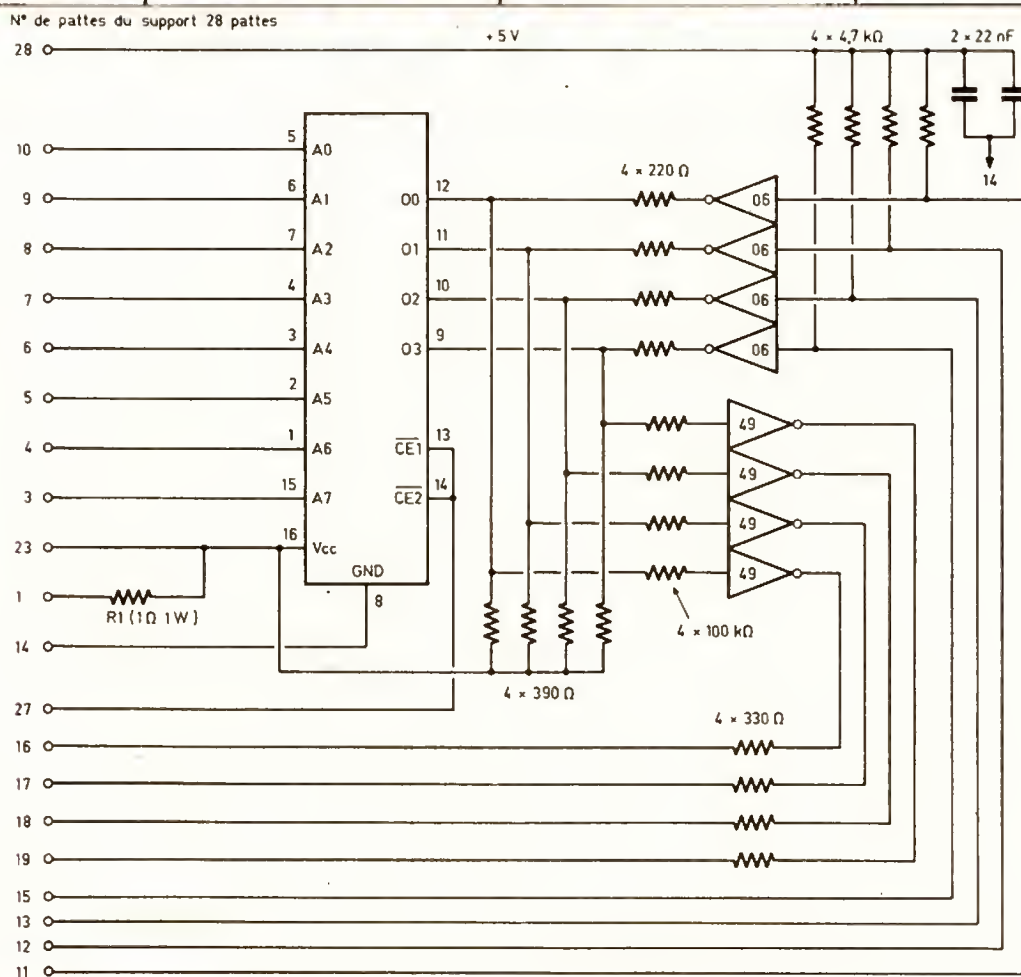 N° de pattes du support 28 pattes
28
+ 5 V
4 × 4,7 kΩ
2 × 22 nF
14
10
5
A0
9
6
A1
O0
12
4 × 220 Ω
06
8
7
A2
O1
11
06
7
4
A3
O2
10
06
6
3
A4
O3
9
06
5
2
A5
4
1
A6
CE1
13
49
3
15
A7
CE2
14
49
23
16
Vcc
49
GND
49
8
1
R1 (1Ω 1W)
4 × 100 kΩ
14
4 × 390 Ω
27
4 × 330 Ω
16
17
18
19
15
13
12
11